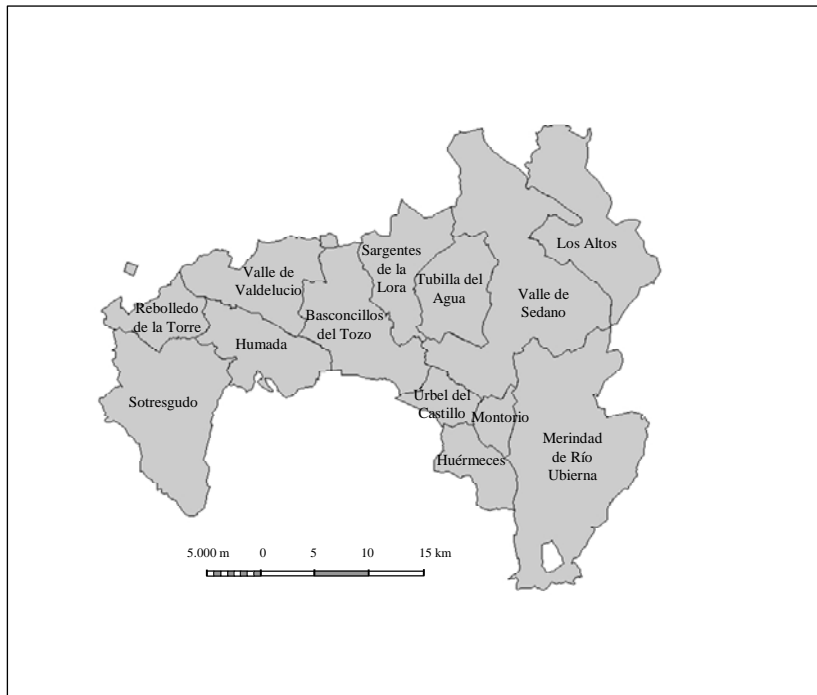 Los Altos
Sargentes
de la
Lora
Valle de
Valdelucio
Tubilla del
Agua
Valle de
Sedano
Rebolledo
de la Torre
Basconcillos
del Tozo
Humada
Sotresgudo
Urbel del
Castillo
Montorio
Merindad
de Río
Ubierna
Huérmeces
5.000 m 0 5 10 15 km